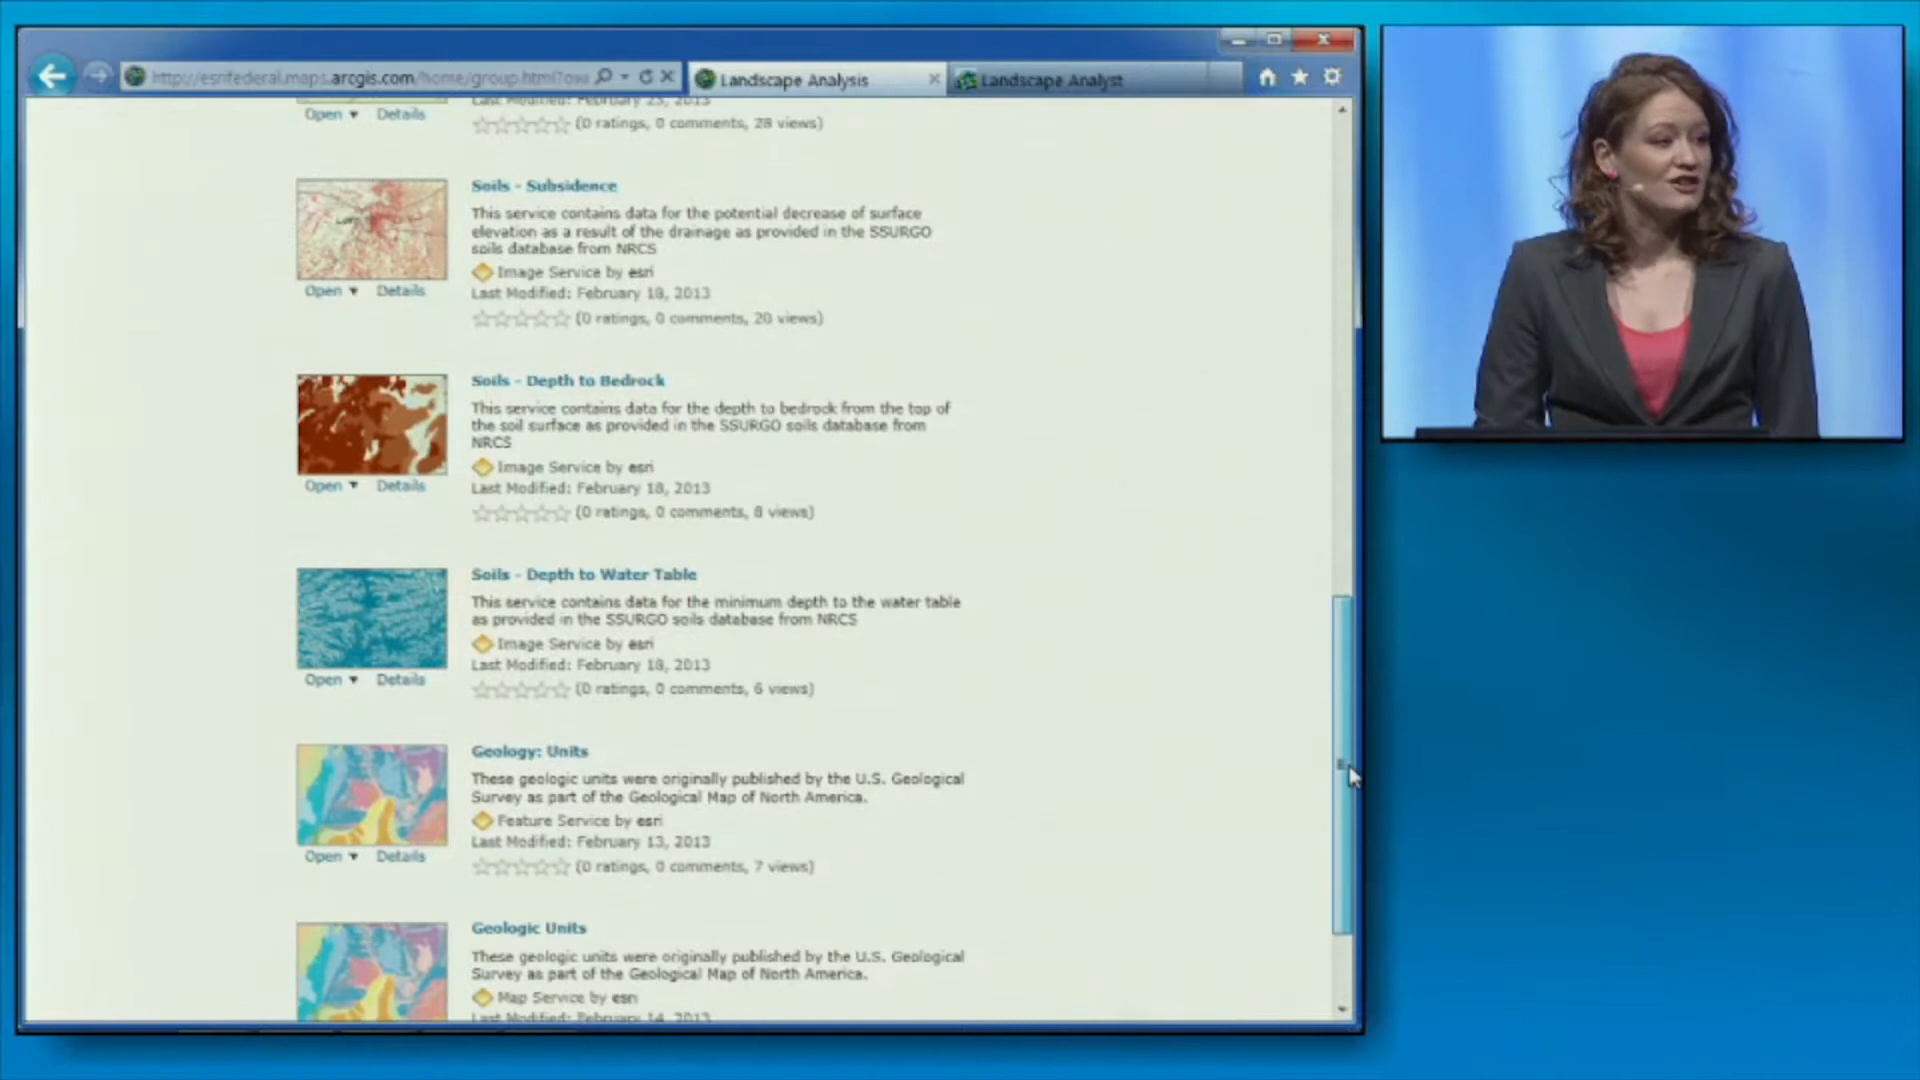 http://esrifederal.maps.arcgis.com/home/group.html?ow
Landscape Analysis
Landscape Analyst
Last Modified: February 23, 2013
Open Details
(0 ratings, 0 comments, 28 views)
Soils - Subsidence
This service contains data for the potential decrease of surface
elevation as a result of the drainage as provided in the SSURGO
soils database from NRCS
Image Service by esri
Open Details
Last Modified: February 18, 2013
(0 ratings, 0 comments, 20 views)
Soils - Depth to Bedrock
This service contains data for the depth to bedrock from the top of
the soil surface as provided in the SSURGO soils database from
NRCS
Image Service by esri
Open Details
Last Modified: February 18, 2013
(0 ratings, 0 comments, 8 views)
Soils - Depth to Water Table
This service contains data for the minimum depth to the water table
as provided in the SSURGO soils database from NRCS
Image Service by esri
Last Modified: February 18, 2013
Open Details
(0 ratings, 0 comments, 6 views)
Geology: Units
These geologic units were originally published by the U.S. Geological
Survey as part of the Geological Map of North America.
Feature Service by esri
Last Modified: February 13, 2013
Open Details
(0 ratings, 0 comments, 7 views)
Geologic Units
These geologic units were originally published by the U.S. Geological
Survey as part of the Geological Map of North America.
Map Service by esri
Last Modified: February 14, 2013